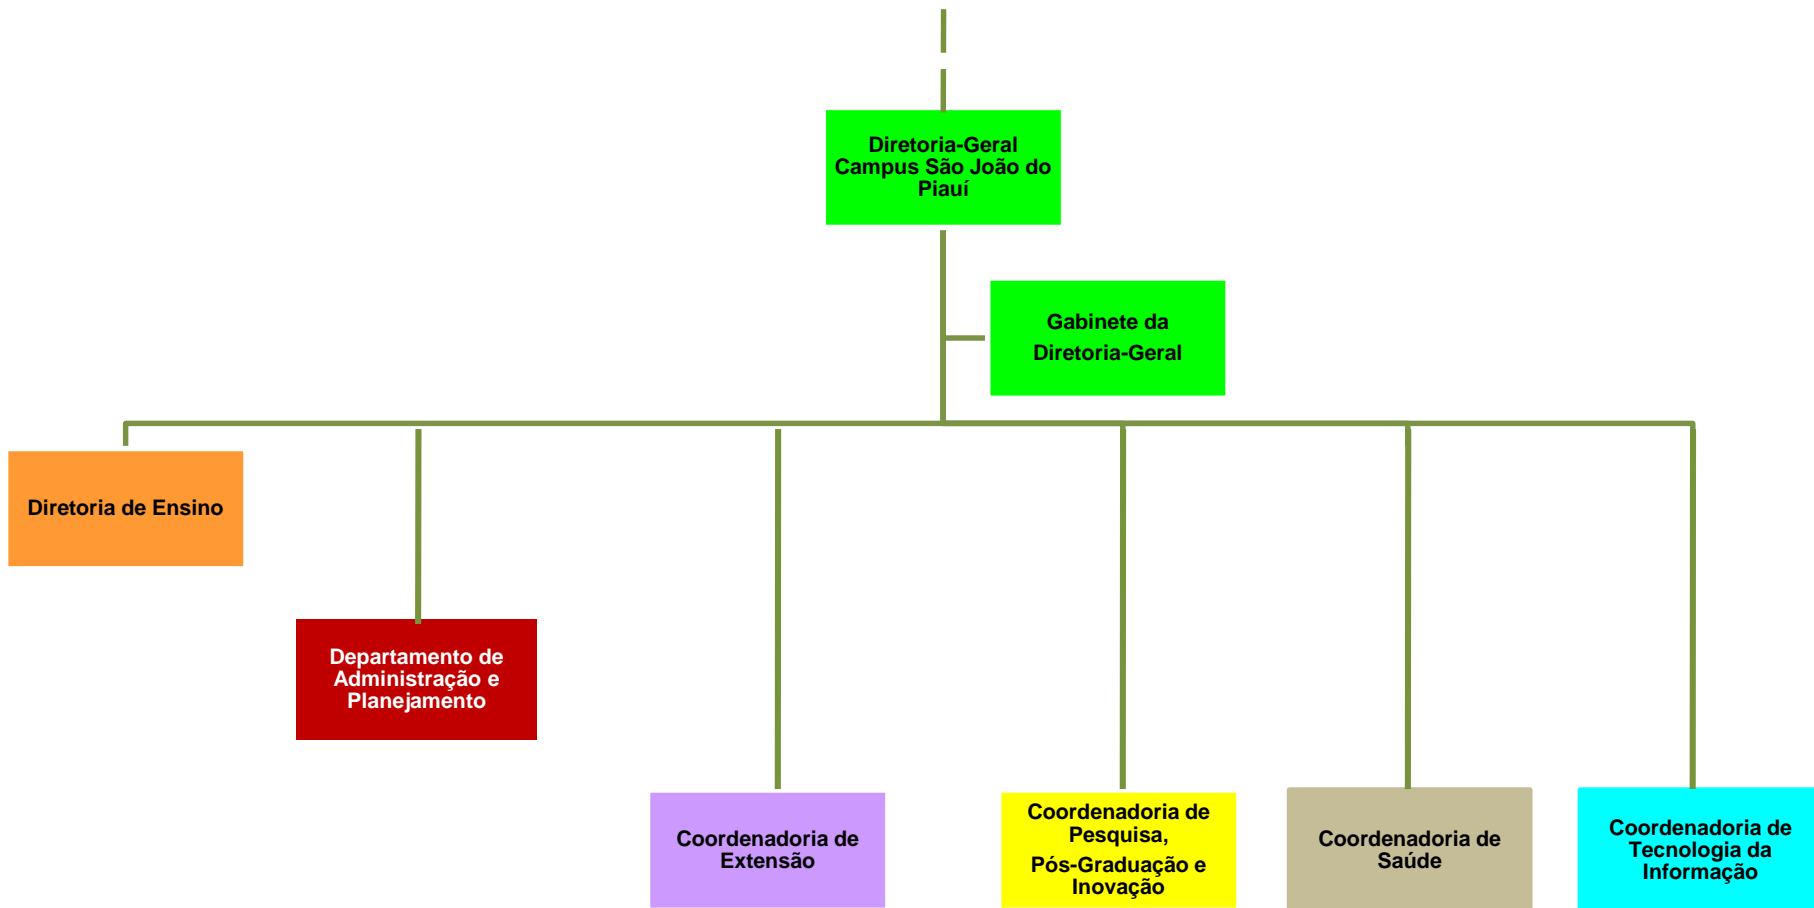 Diretoria-Geral
Campus São João do
Piauí
Gabinete da
Diretoria-Geral
Diretoria de Ensino
Departamento de
Administração e
Planejamento
Coordenadoria de
Extensão
Coordenadoria de
Pesquisa,
Pós-Graduação e
Inovação
Coordenadoria de
Saúde
Coordenadoria de
Tecnologia da
Informação